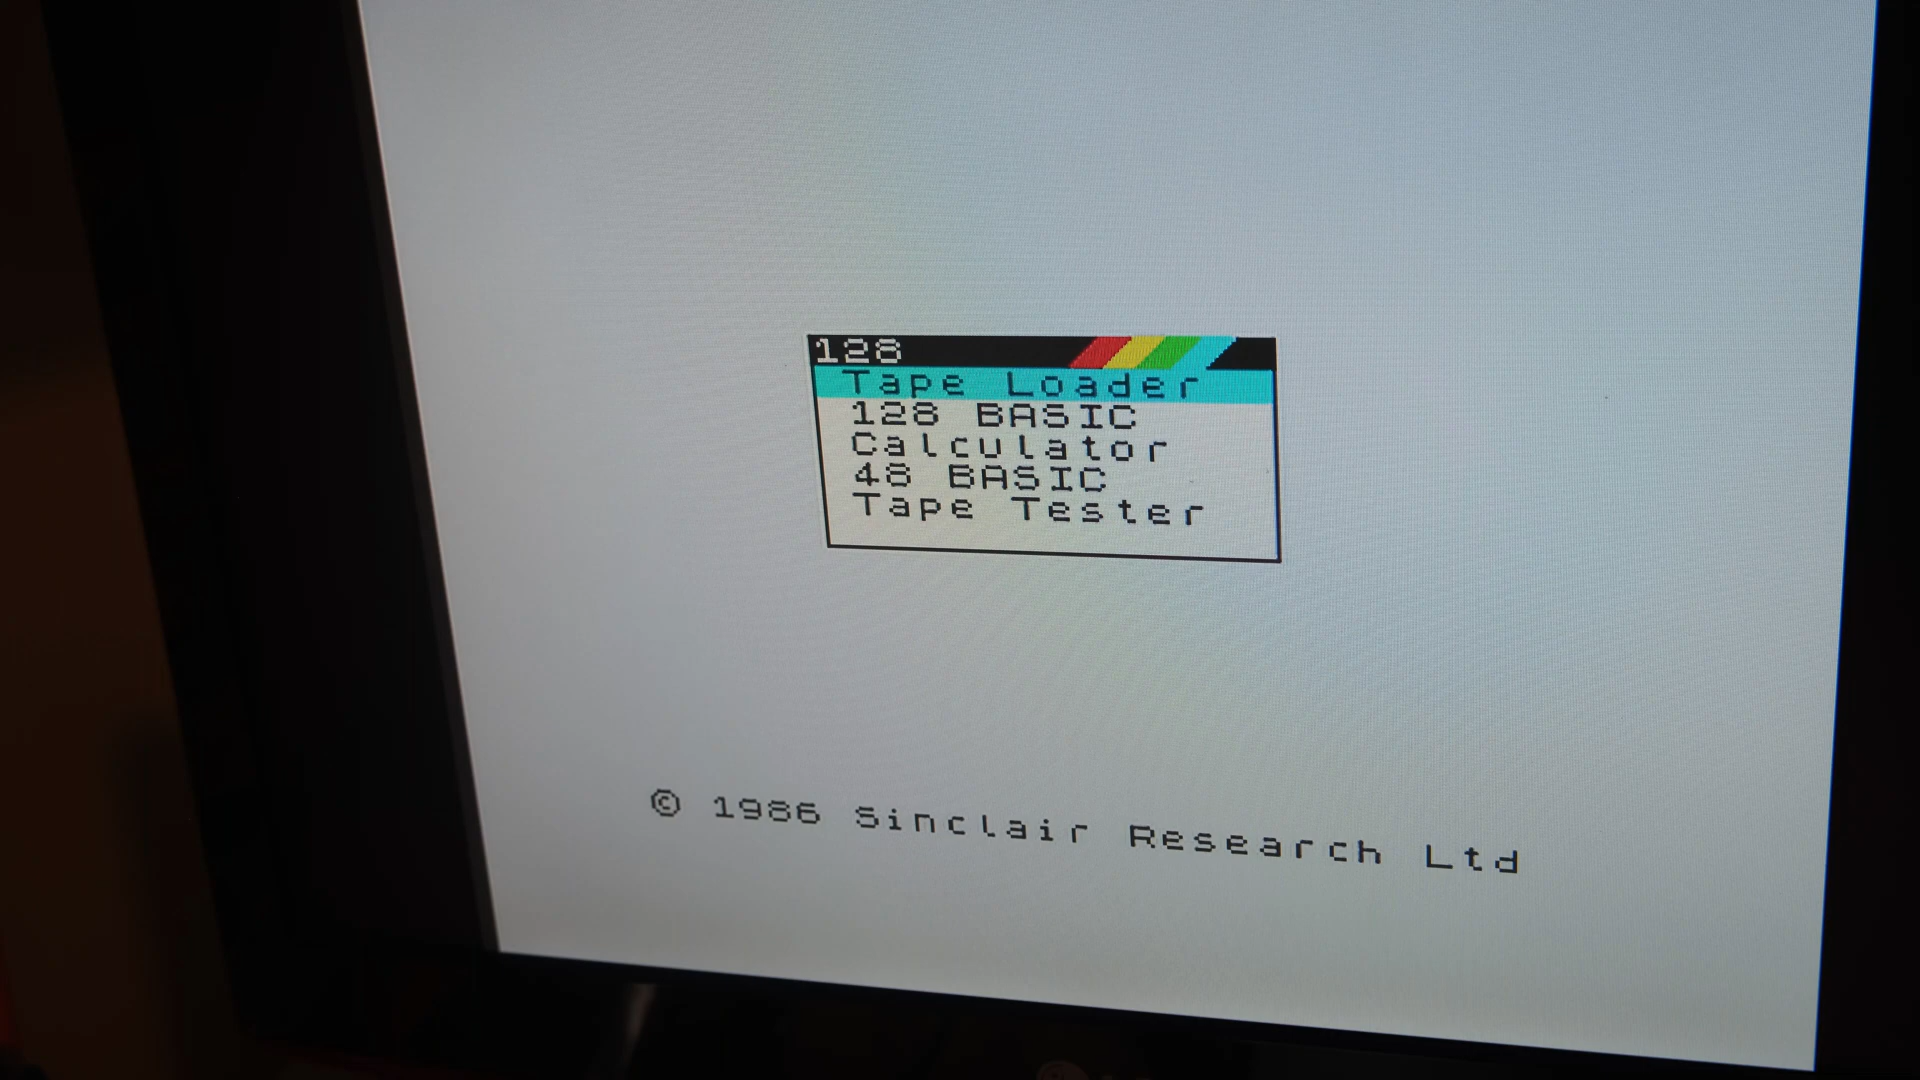 128
Tape Loader
128 BASIC
Calculator
48 BASIC
Tape Tester
© 1986 Sinclair Research Ltd